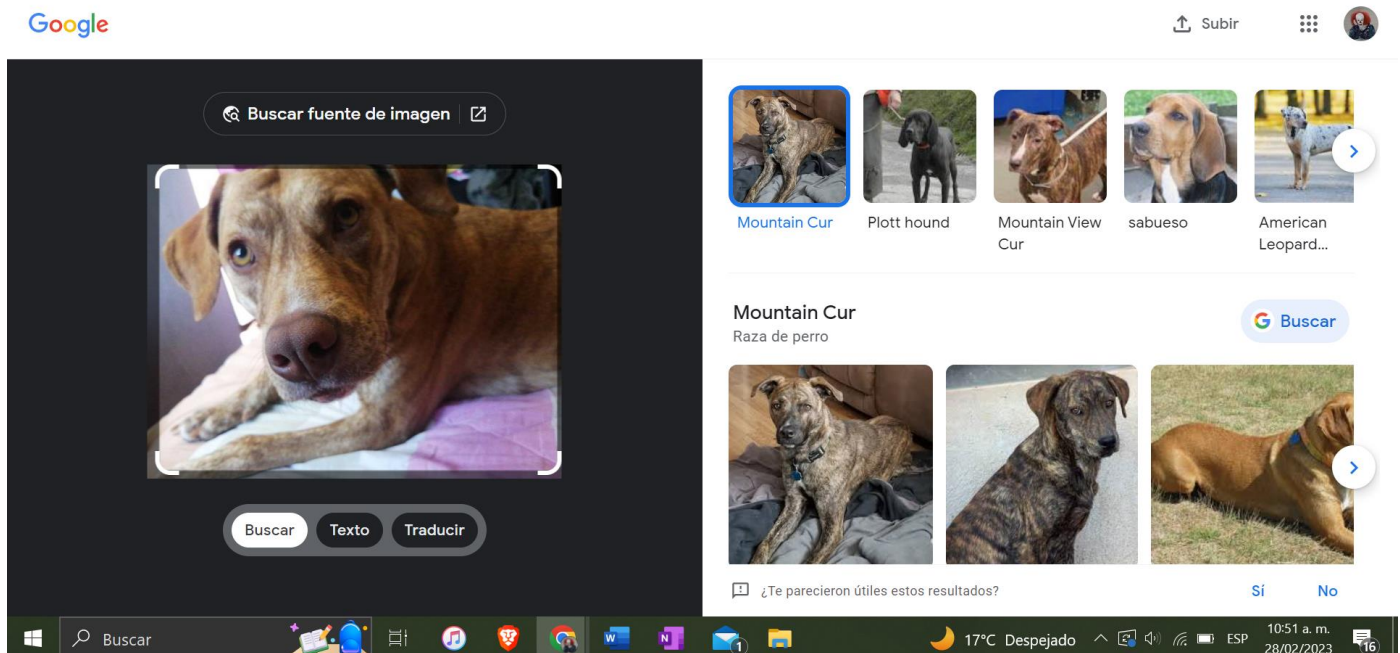 Google
Subir
Buscar fuente de imagen
Mountain Cur
Plott hound
Mountain View
Cur
sabueso
American
Leopard...
Mountain Cur
Raza de perro
Buscar
Buscar
Texto
Traducir
¿Te parecieron útiles estos resultados?
Sí
No
Buscar
1
17°C Despejado
ESP
10:51 a. m.
28/02/2023
16